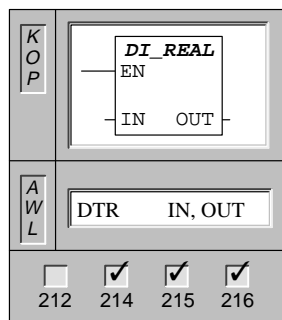 K
O
P
DI_REAL
EN
IN OUT
A
W
L
DTR IN, OUT
212 214 215 216